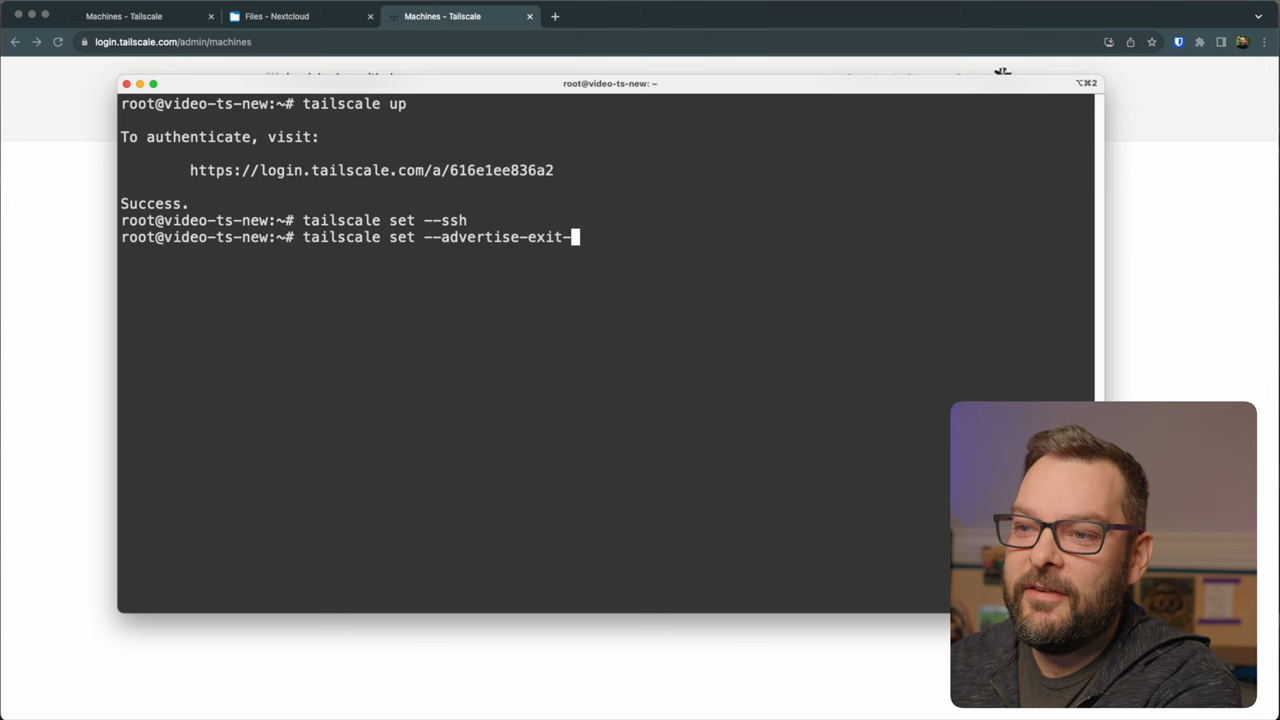 Machines - Tailscale
Files - Nextcloud
Machines - Tailscale
login.tailscale.com/admin/machines
root@video-ts-new: ~
⌥⌘2
root@video-ts-new:~# tailscale up
To authenticate, visit:
https://login.tailscale.com/a/616e1ee836a2
Success.
root@video-ts-new:~# tailscale set --ssh
root@video-ts-new:~# tailscale set --advertise-exit-